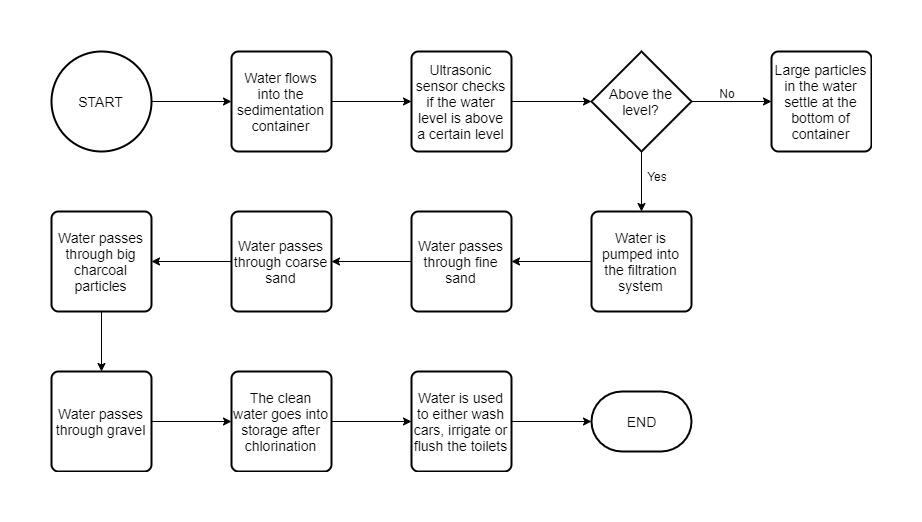 START
Water flows
into the
sedimentation
container
Ultrasonic
sensor checks
if the water
level is above
a certain level
Above the
level?
No
Large particles
in the water
settle at the
bottom of
container
Yes
Water is
pumped into
the filtration
system
Water passes
through fine
sand
Water passes
through coarse
sand
Water passes
through big
charcoal
particles
Water passes
through gravel
The clean
water goes into
storage after
chlorination
Water is used
to either wash
cars, irrigate or
flush the toilets
END